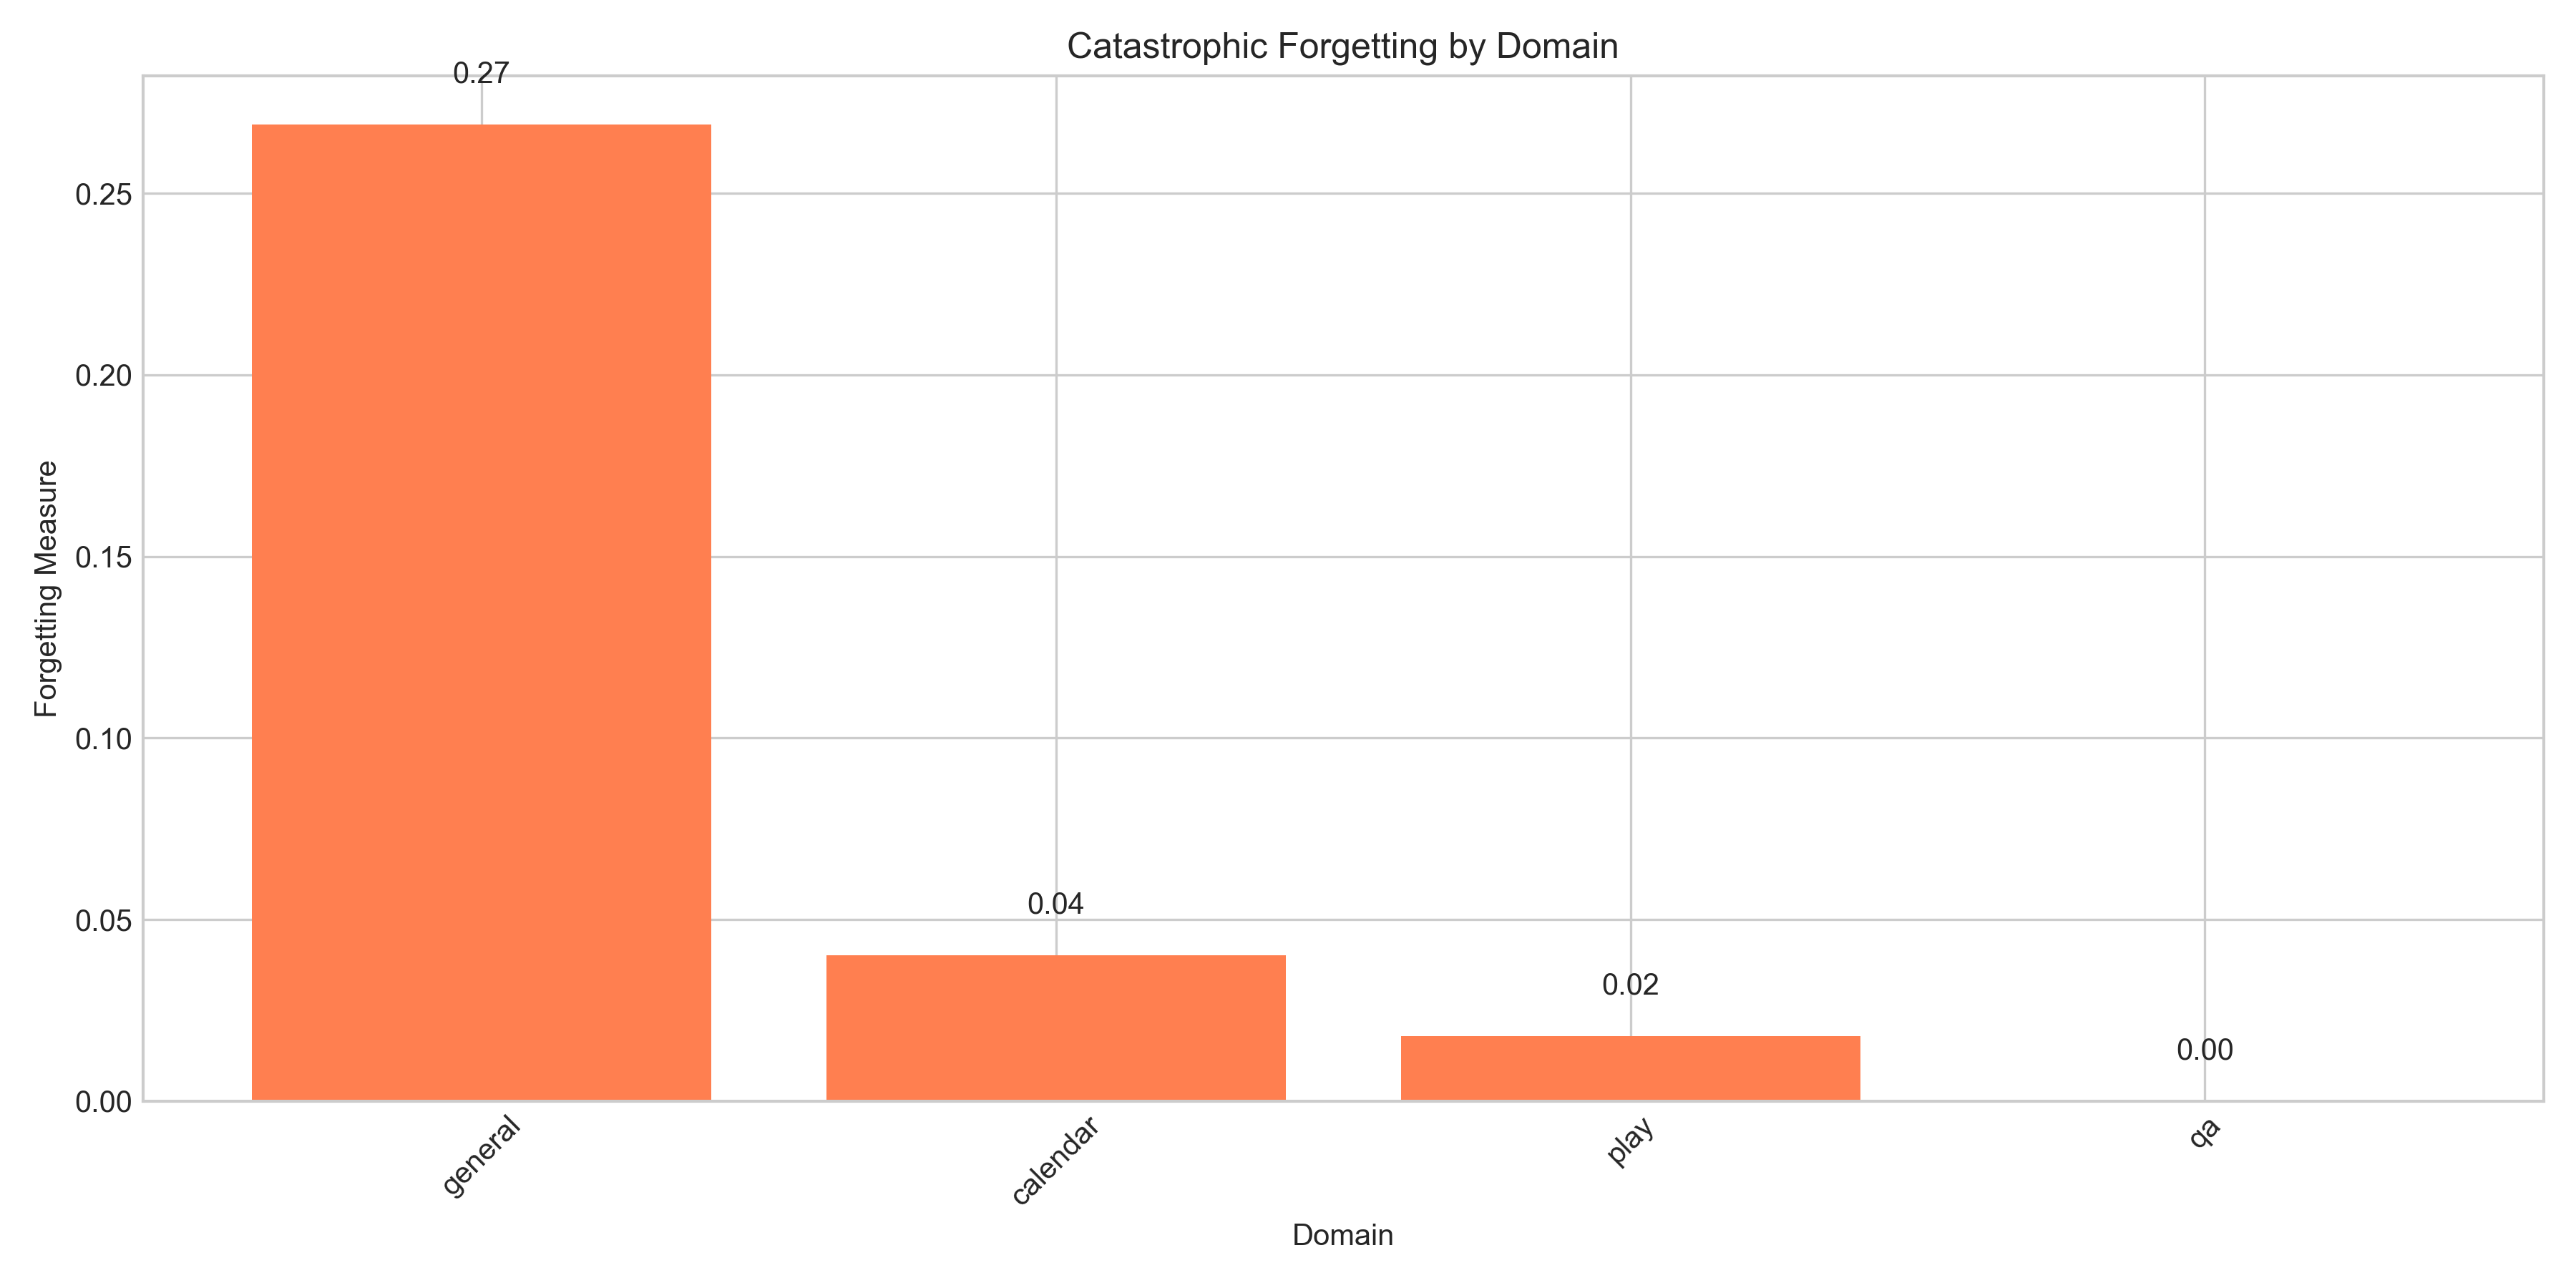 Catastrophic Forgetting by Domain
0.27
0.25
0.20
0.15
0.10
0.05
0.00
Forgetting Measure
0.04
0.02
0.00
general
calendar
play
qa
Domain